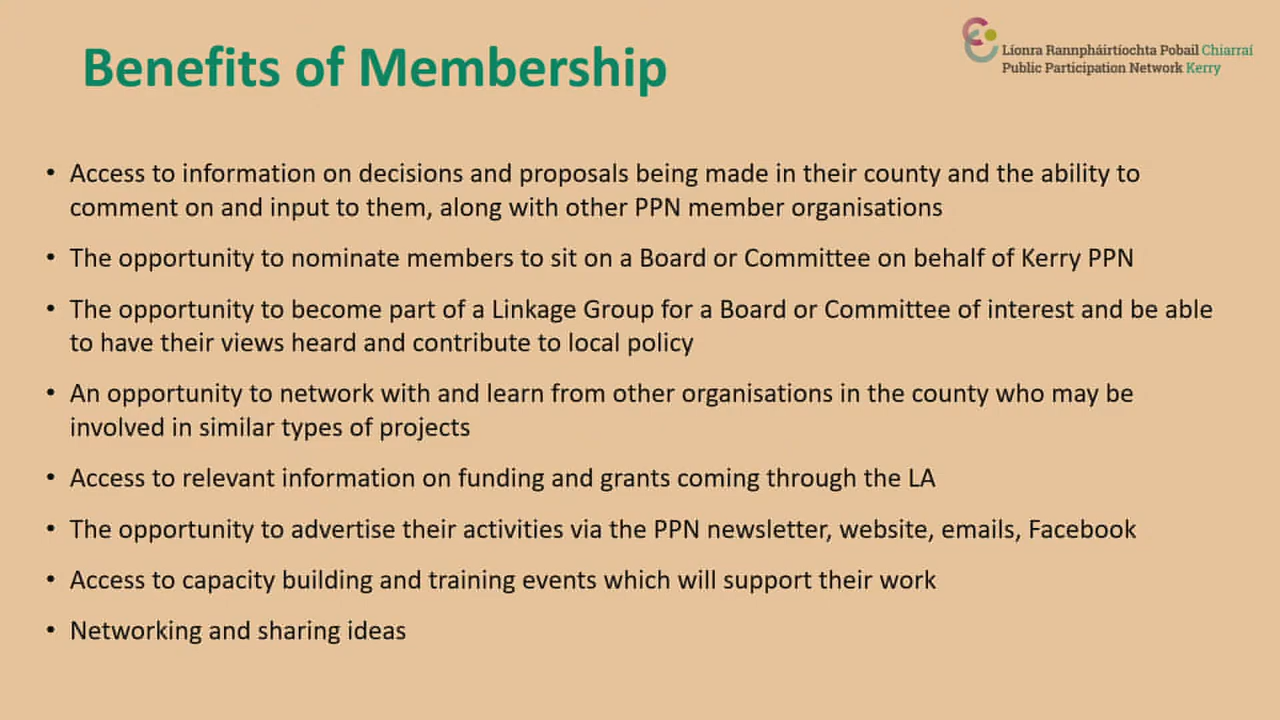 Benefits of Membership
Líonra Rannpháirtíochta Pobail Chiarraí
Public Participation Network Kerry
• Access to information on decisions and proposals being made in their county and the ability to
comment on and input to them, along with other PPN member organisations
• The opportunity to nominate members to sit on a Board or Committee on behalf of Kerry PPN
• The opportunity to become part of a Linkage Group for a Board or Committee of interest and be able
to have their views heard and contribute to local policy
• An opportunity to network with and learn from other organisations in the county who may be
involved in similar types of projects
• Access to relevant information on funding and grants coming through the LA
• The opportunity to advertise their activities via the PPN newsletter, website, emails, Facebook
• Access to capacity building and training events which will support their work
• Networking and sharing ideas